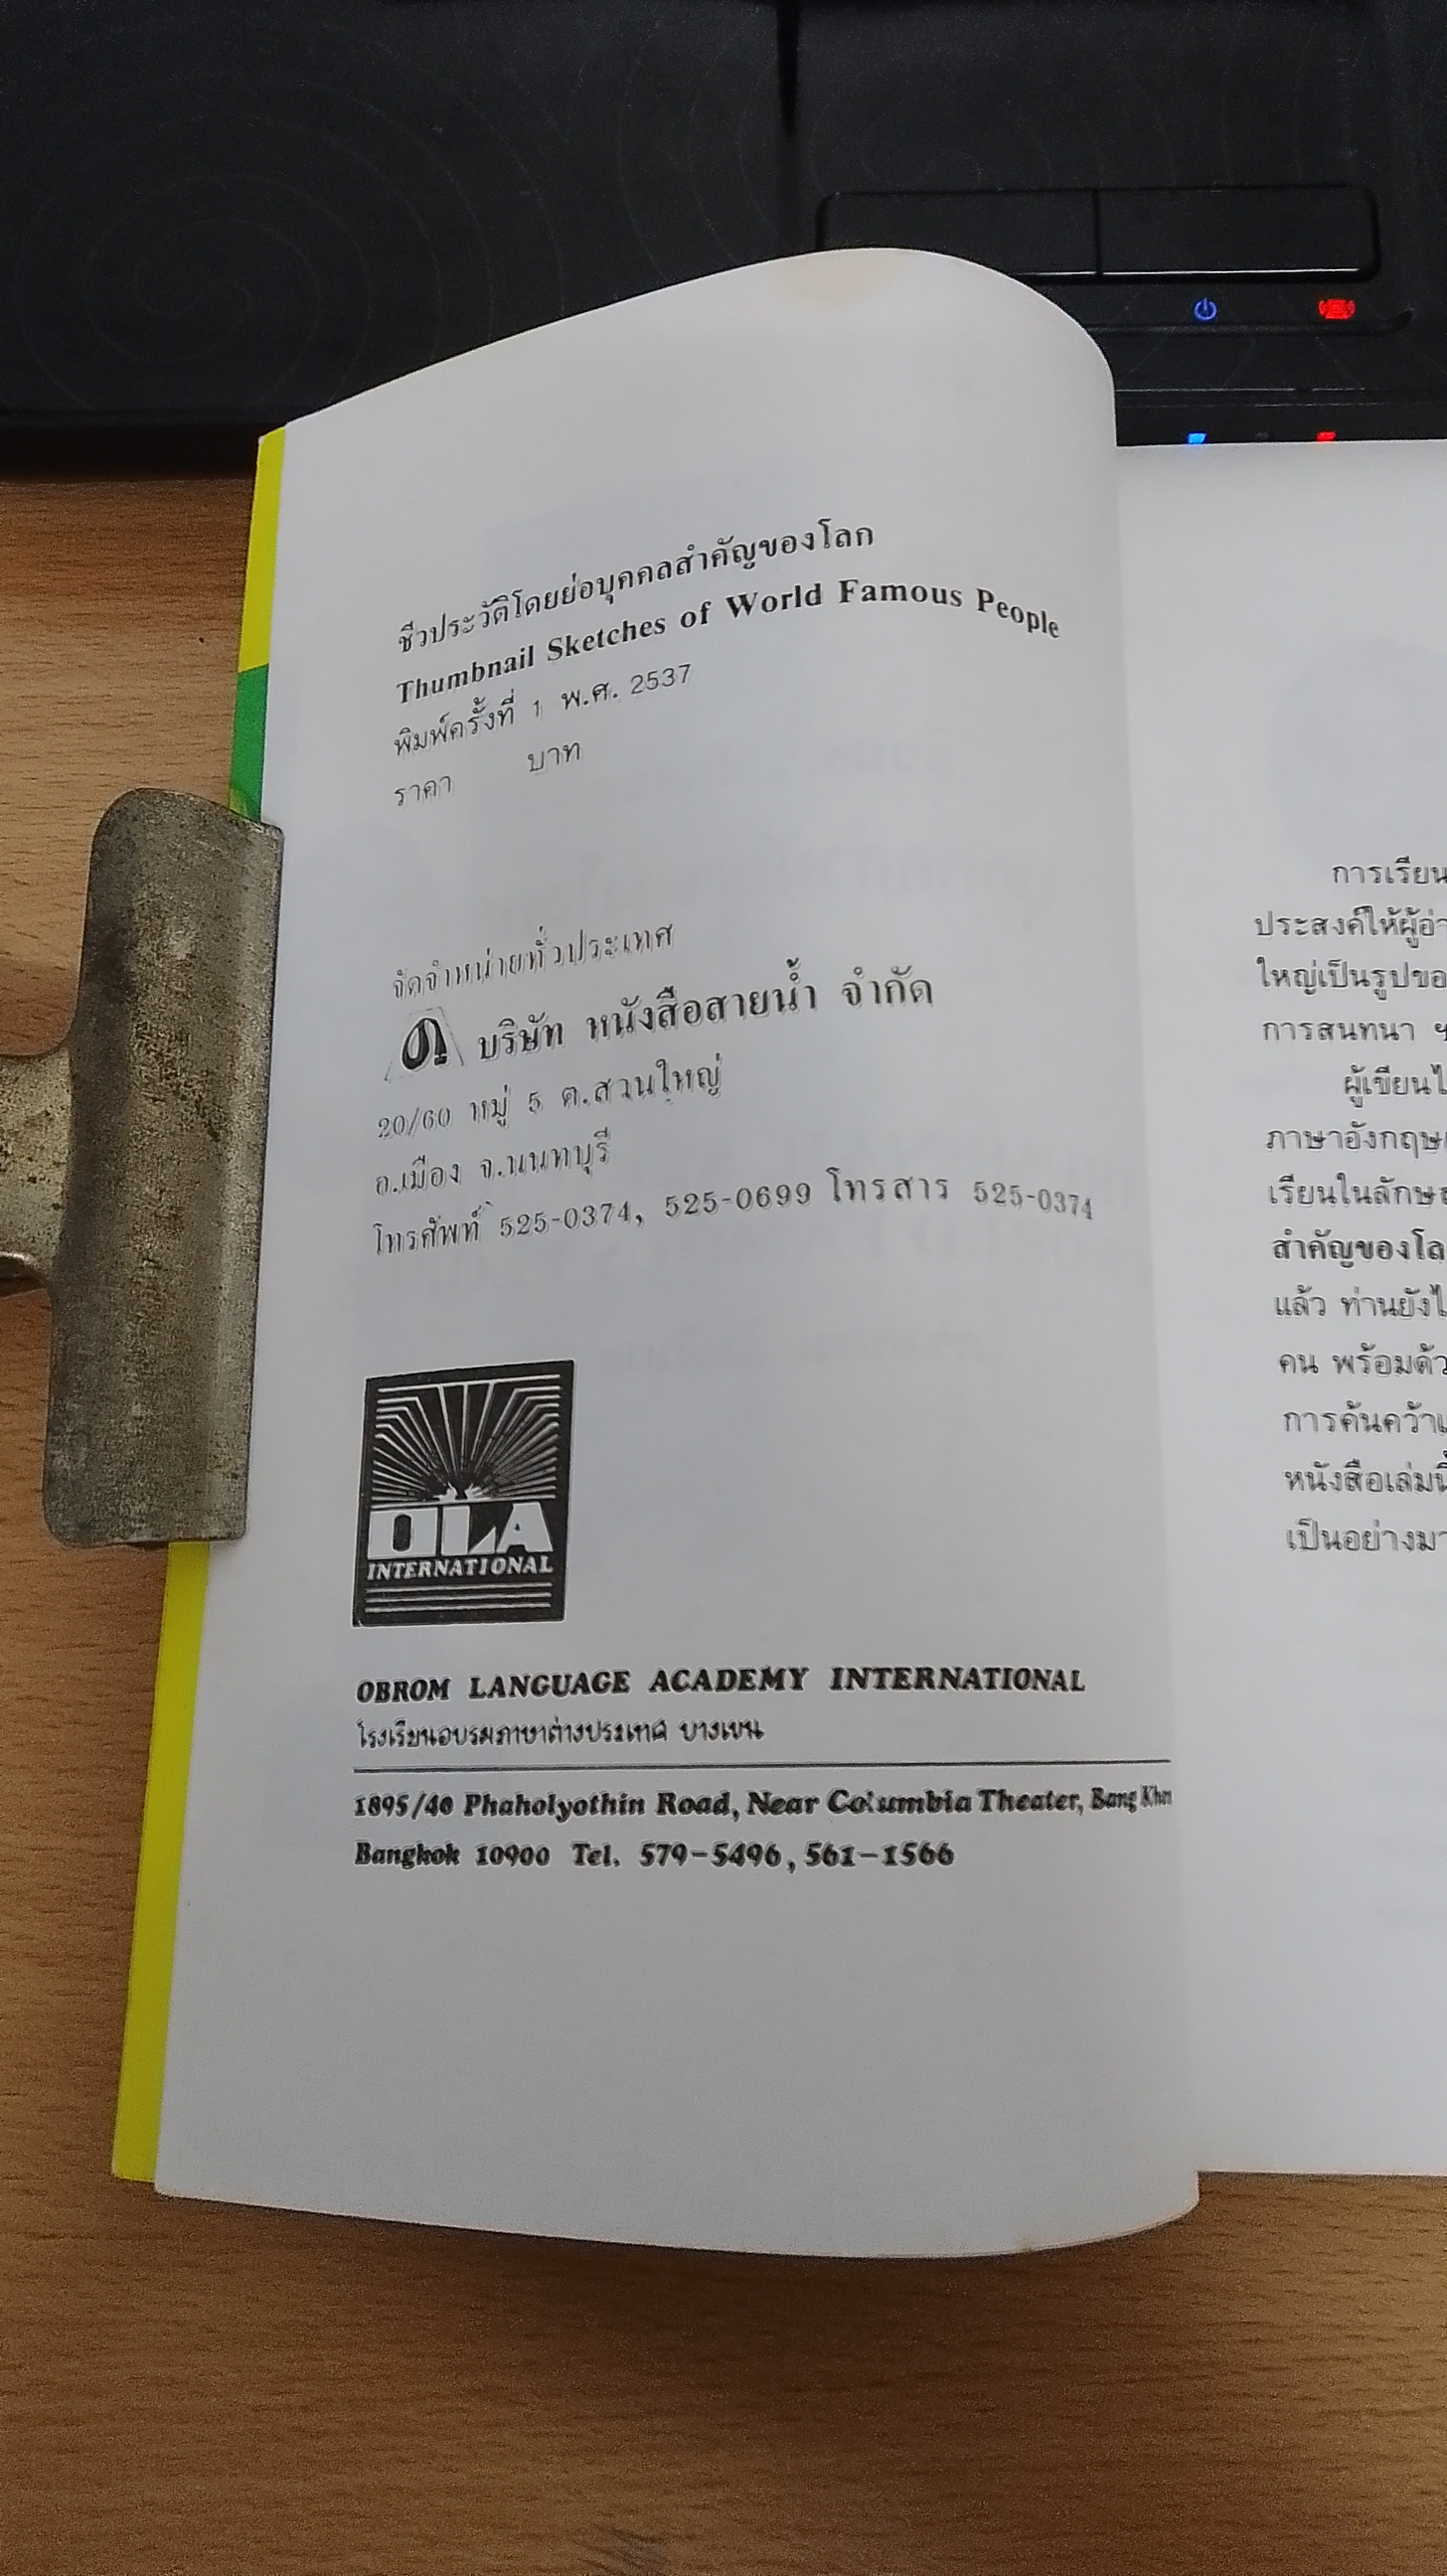 ชีวประวัติโดยย่อบุคคลสำคัญของโลก
Thumbnail Sketches of World Famous People
พิมพ์ครั้งที่ 1 พ.ศ. 2537
ราคา บาท
จัดจำหน่ายทั่วประเทศ
บริษัท หนังสือสายน้ำ จำกัด
20/60 หมู่ 5 ต.สวนใหญ่
อ.เมือง จ.นนทบุรี
โทรศัพท์ 525-0374, 525-0699 โทรสาร 525-0374
OLA
INTERNATIONAL
OBROM LANGUAGE ACADEMY INTERNATIONAL
โรงเรียนอบรมภาษาต่างประเทศ บางเขน
1895/40 Phaholyothin Road, Near Columbia Theater, Bang Khen
Bangkok 10900 Tel. 579-5496, 561-1566
การเรียน
ประสงค์ให้ผู้อ่า
ใหญ่เป็นรูปขอ
การสนทนา ฯ
ผู้เขียนไ
ภาษาอังกฤษ
เรียนในลักษ
สำคัญของโล
แล้ว ท่านยังไ
คน พร้อมด้ว
การค้นคว้าแ
หนังสือเล่มนี้
เป็นอย่างมา